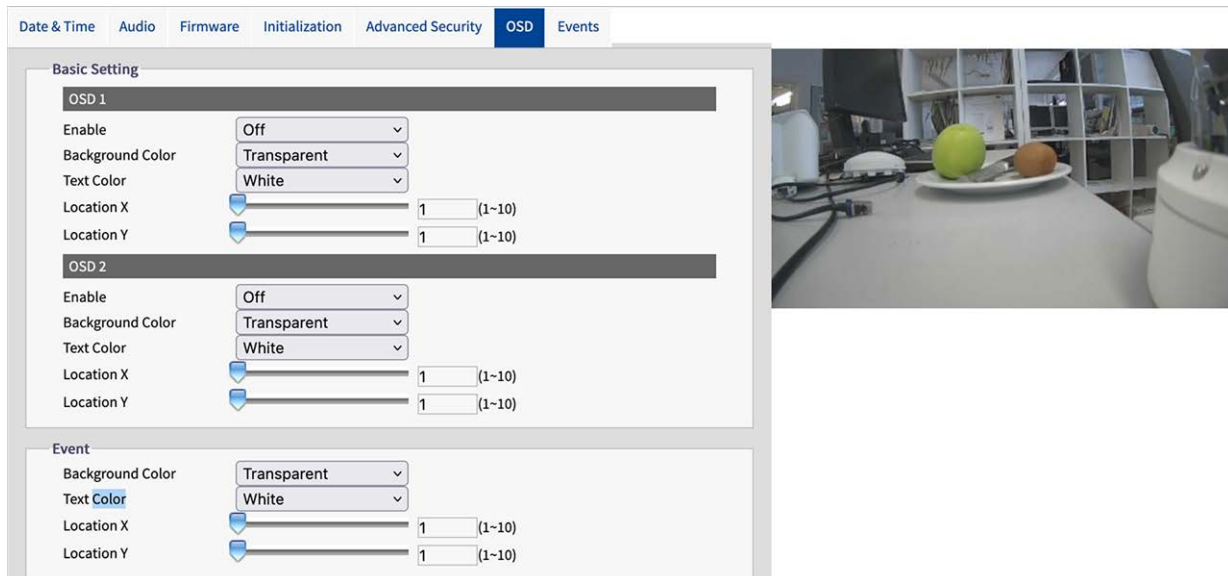 Date & Time Audio Firmware Initialization Advanced Security OSD Events
Basic Setting
OSD 1
Enable Off
Background Color Transparent
Text Color White
Location X 1 (1~10)
Location Y 1 (1~10)
OSD 2
Enable Off
Background Color Transparent
Text Color White
Location X 1 (1~10)
Location Y 1 (1~10)
Event
Background Color Transparent
Text Color White
Location X 1 (1~10)
Location Y 1 (1~10)